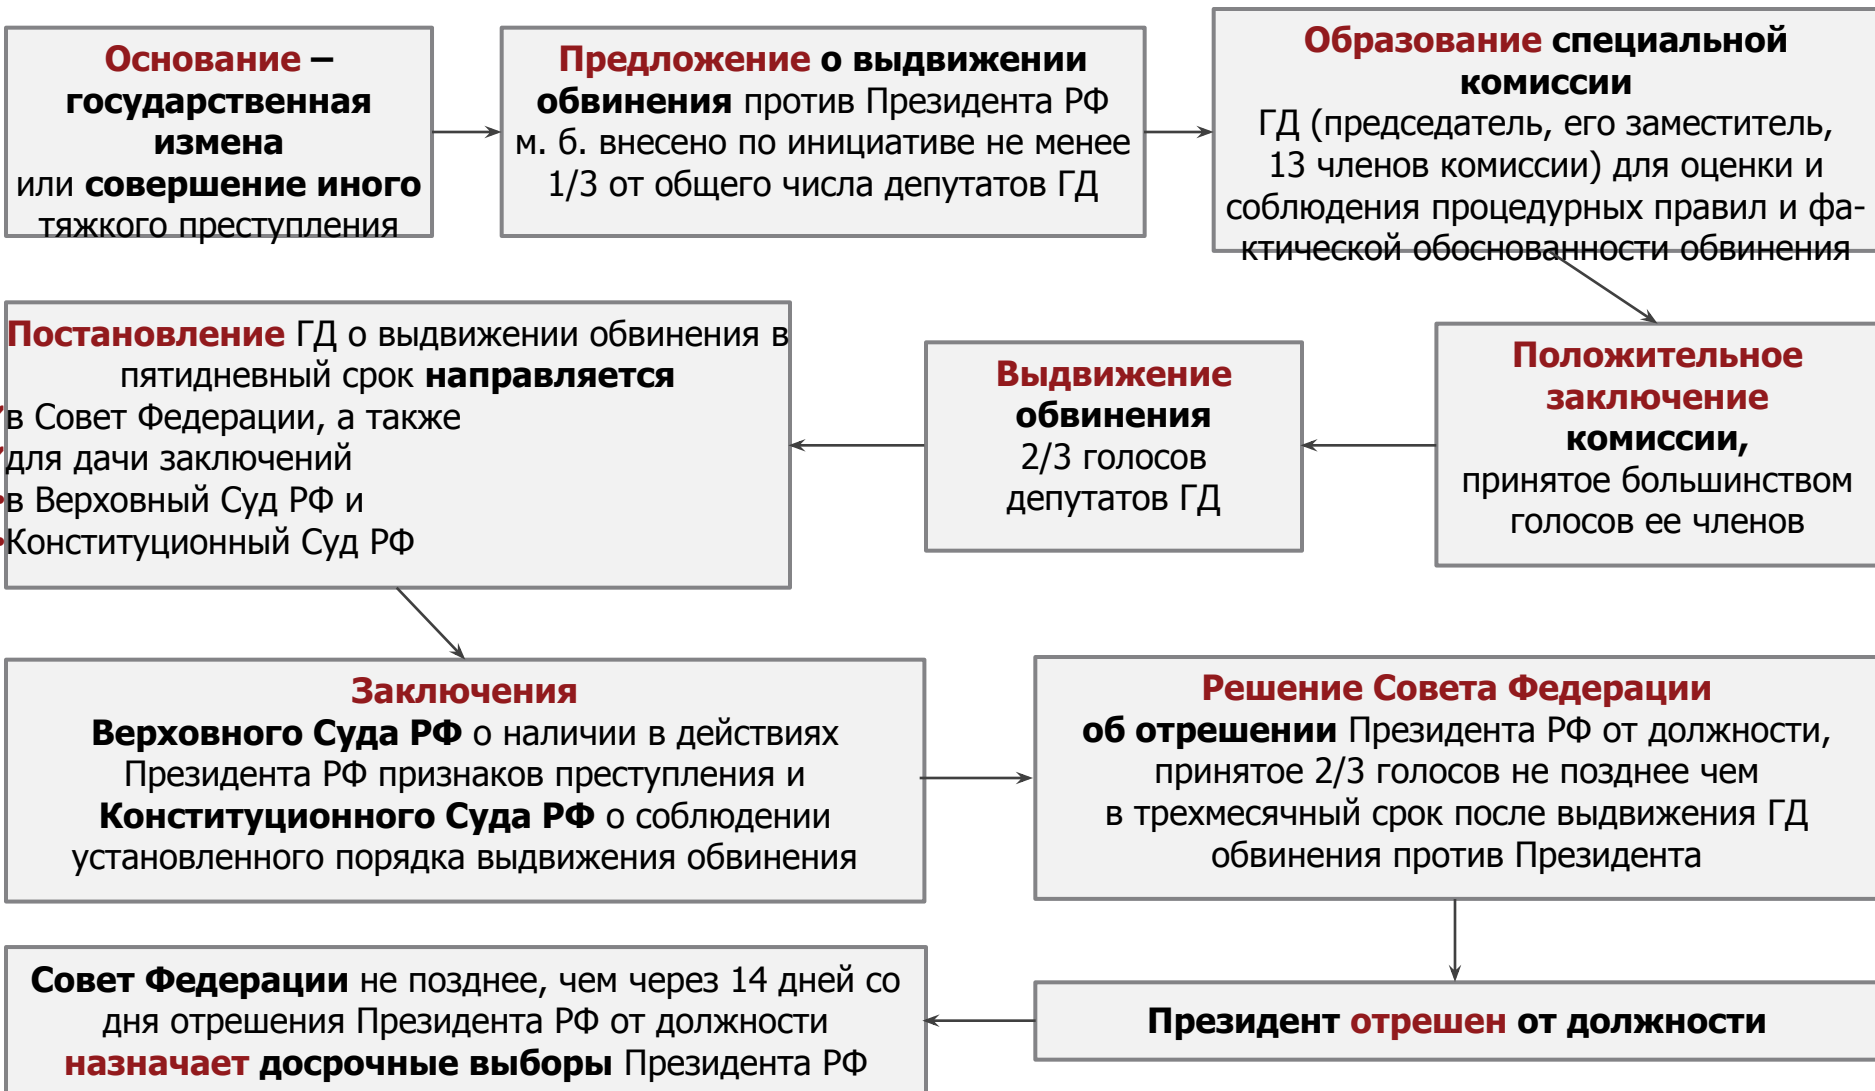 Основание –
государственная
измена
или совершение иного
тяжкого преступления
Предложение о выдвижении
обвинения против Президента РФ
м. б. внесено по инициативе не менее
1/3 от общего числа депутатов ГД
Образование специальной
комиссии
ГД (председатель, его заместитель,
13 членов комиссии) для оценки и
соблюдения процедурных правил и фа-
ктической обоснованности обвинения
Положительное
заключение
комиссии,
принятое большинством
голосов ее членов
Выдвижение
обвинения
2/3 голосов
депутатов ГД
Постановление ГД о выдвижении обвинения в
пятидневный срок направляется
в Совет Федерации, а также
для дачи заключений
в Верховный Суд РФ и
Конституционный Суд РФ
Заключения
Верховного Суда РФ о наличии в действиях
Президента РФ признаков преступления и
Конституционного Суда РФ о соблюдении
установленного порядка выдвижения обвинения
Решение Совета Федерации
об отрешении Президента РФ от должности,
принятое 2/3 голосов не позднее чем
в трехмесячный срок после выдвижения ГД
обвинения против Президента
Президент отрешен от должности
Совет Федерации не позднее, чем через 14 дней со
дня отрешения Президента РФ от должности
назначает досрочные выборы Президента РФ